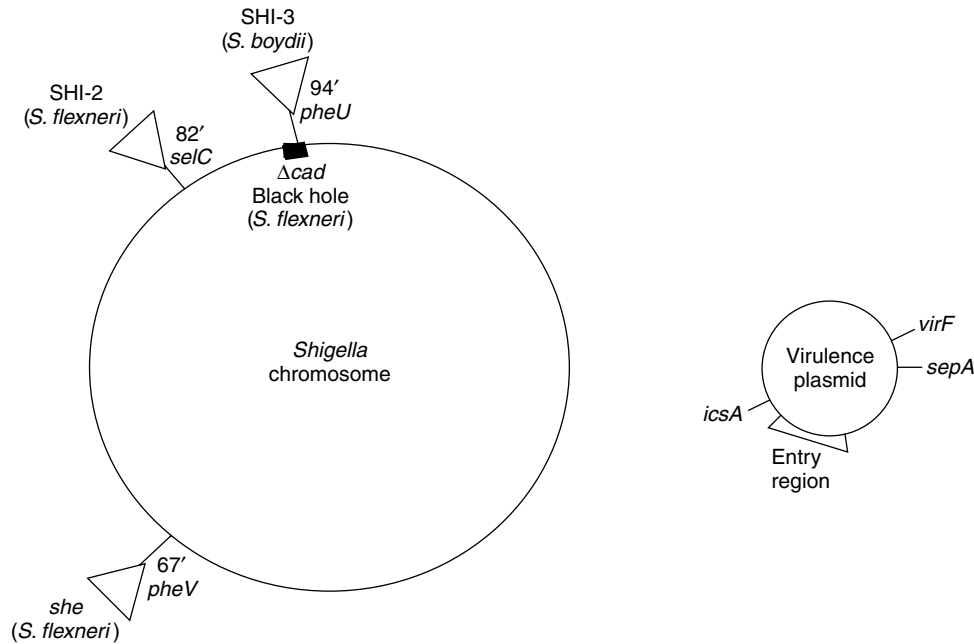 SHI-3
(S. boydii)
94′
pheU
SHI-2
(S. flexneri)
82′
selC
Δcad
Black hole
(S. flexneri)
Shigella
chromosome
67′
pheV
she
(S. flexneri)
virF
Virulence
plasmid
sepA
icsA
Entry
region